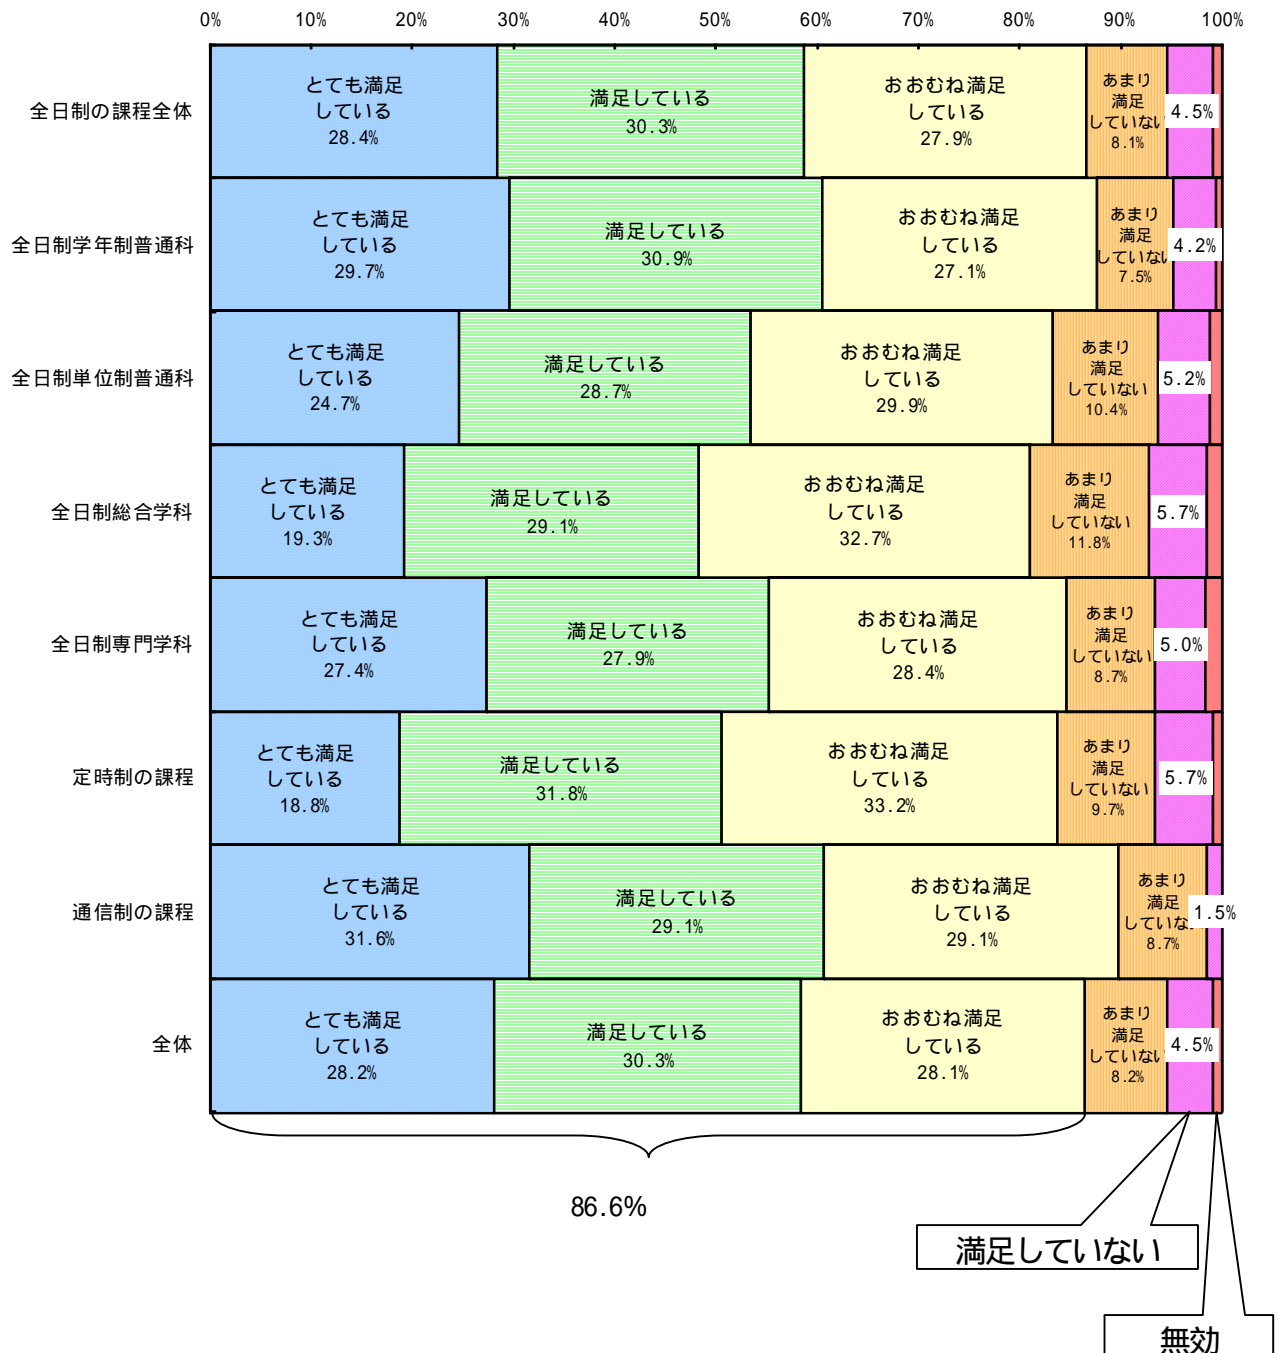 0% 10% 20% 30% 40% 50% 60% 70% 80% 90% 100%
全日制の課程全体
とても満足
している
28.4%
満足している
30.3%
おおむね満足
している
27.9%
あまり
満足
していない
8.1%
4.5%
全日制学年制普通科
とても満足
している
29.7%
満足している
30.9%
おおむね満足
している
27.1%
あまり
満足
していない
7.5%
4.2%
全日制単位制普通科
とても満足
している
24.7%
満足している
28.7%
おおむね満足
している
29.9%
あまり
満足
していない
10.4%
5.2%
全日制総合学科
とても満足
している
19.3%
満足している
29.1%
おおむね満足
している
32.7%
あまり
満足
していない
11.8%
5.7%
全日制専門学科
とても満足
している
27.4%
満足している
27.9%
おおむね満足
している
28.4%
あまり
満足
していない
8.7%
5.0%
定時制の課程
とても満足
している
18.8%
満足している
31.8%
おおむね満足
している
33.2%
あまり
満足
していない
9.7%
5.7%
通信制の課程
とても満足
している
31.6%
満足している
29.1%
おおむね満足
している
29.1%
あまり
満足
していな
8.7%
1.5%
全体
とても満足
している
28.2%
満足している
30.3%
おおむね満足
している
28.1%
あまり
満足
していない
8.2%
4.5%
86.6%
満足していない
無効